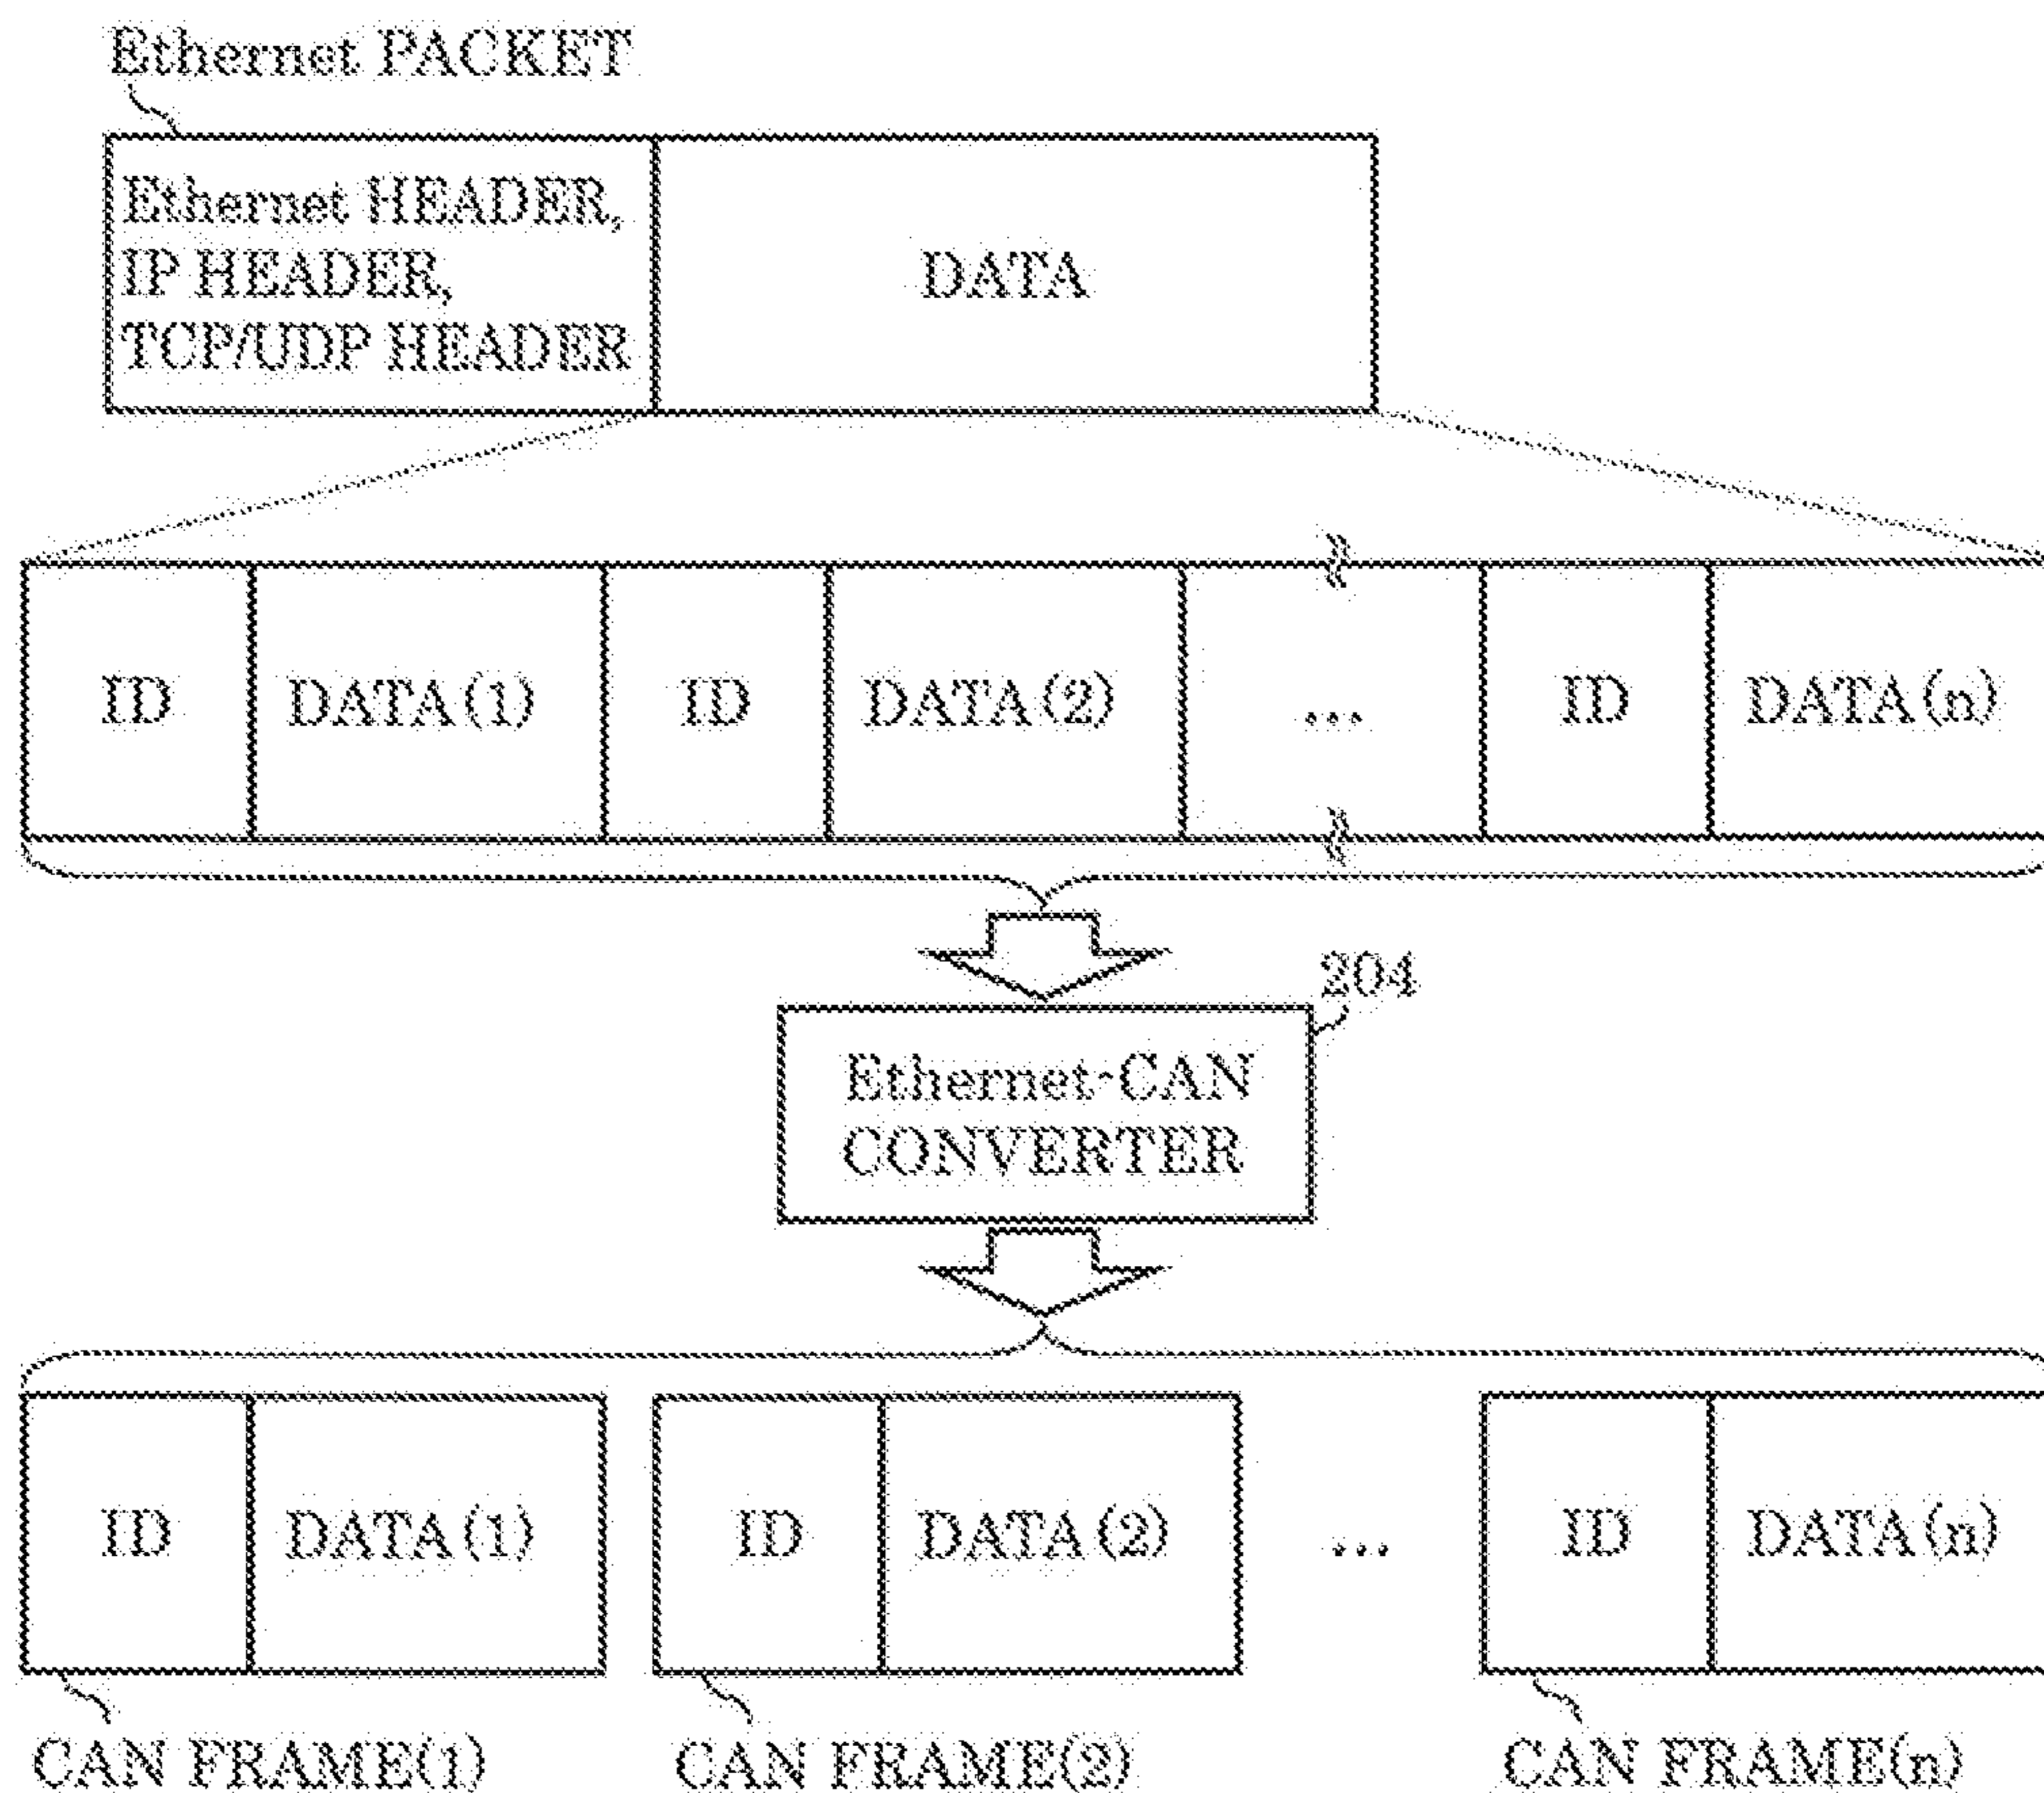 Ethernet PACKET
Ethernet HEADER,
IP HEADER,
TCP/UDP HEADER
DATA
ID DATA(1) ID DATA(2) ... ID DATA(n)
204
Ethernet-CAN
CONVERTER
ID DATA(1) ID DATA(2) ... ID DATA(n)
CAN FRAME(1) CAN FRAME(2) CAN FRAME(n)